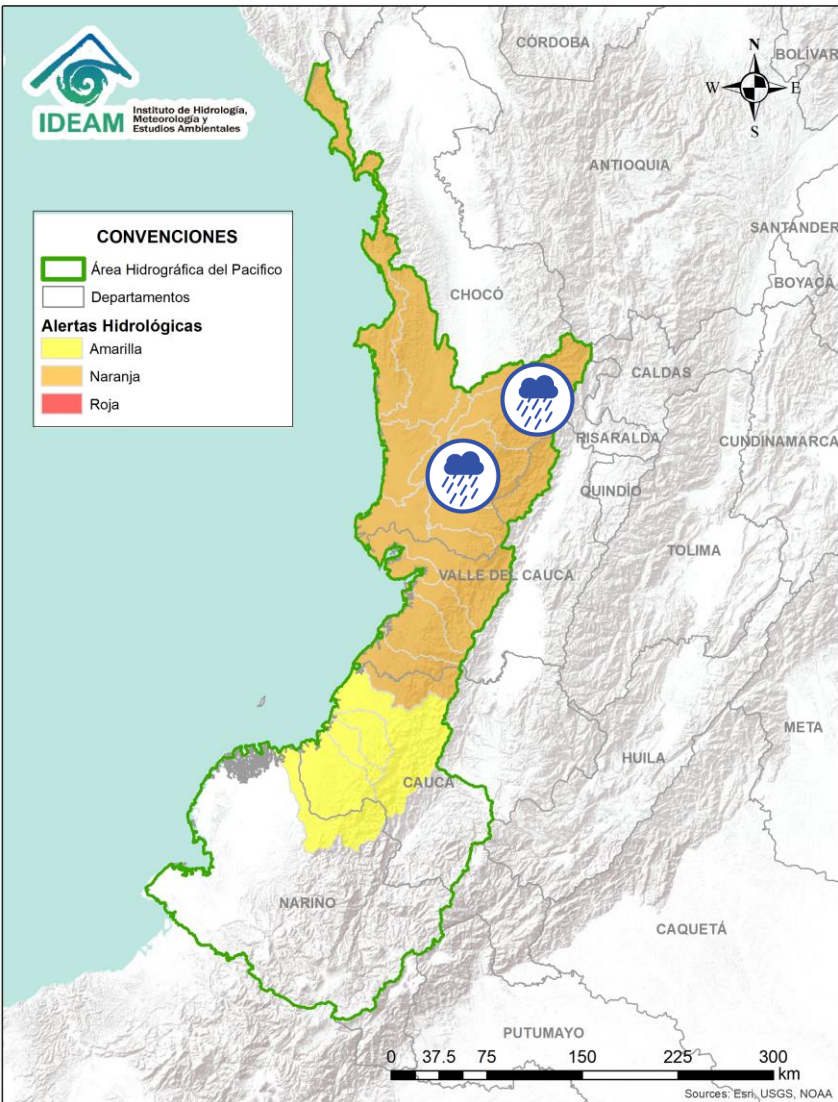 IDEAM
Instituto de Hidrología,
Meteorología y
Estudios Ambientales
CÓRDOBA
BOLÍVAR
N
W
E
S
ANTIOQUIA
SANTANDER
BOYACÁ
CONVENCIONES
Área Hidrográfica del Pacifico
Departamentos
Alertas Hidrológicas
Amarilla
Naranja
Roja
CHOCÓ
CALDAS
RISARALDA
CUNDINAMARCA
QUINDÍO
TOLIMA
VALLE DEL CAUCA
META
HUILA
CAUCA
NARIÑO
CAQUETÁ
PUTUMAYO
0 37.5 75 150 225 300
km
Sources: Esri, USGS, NOAA